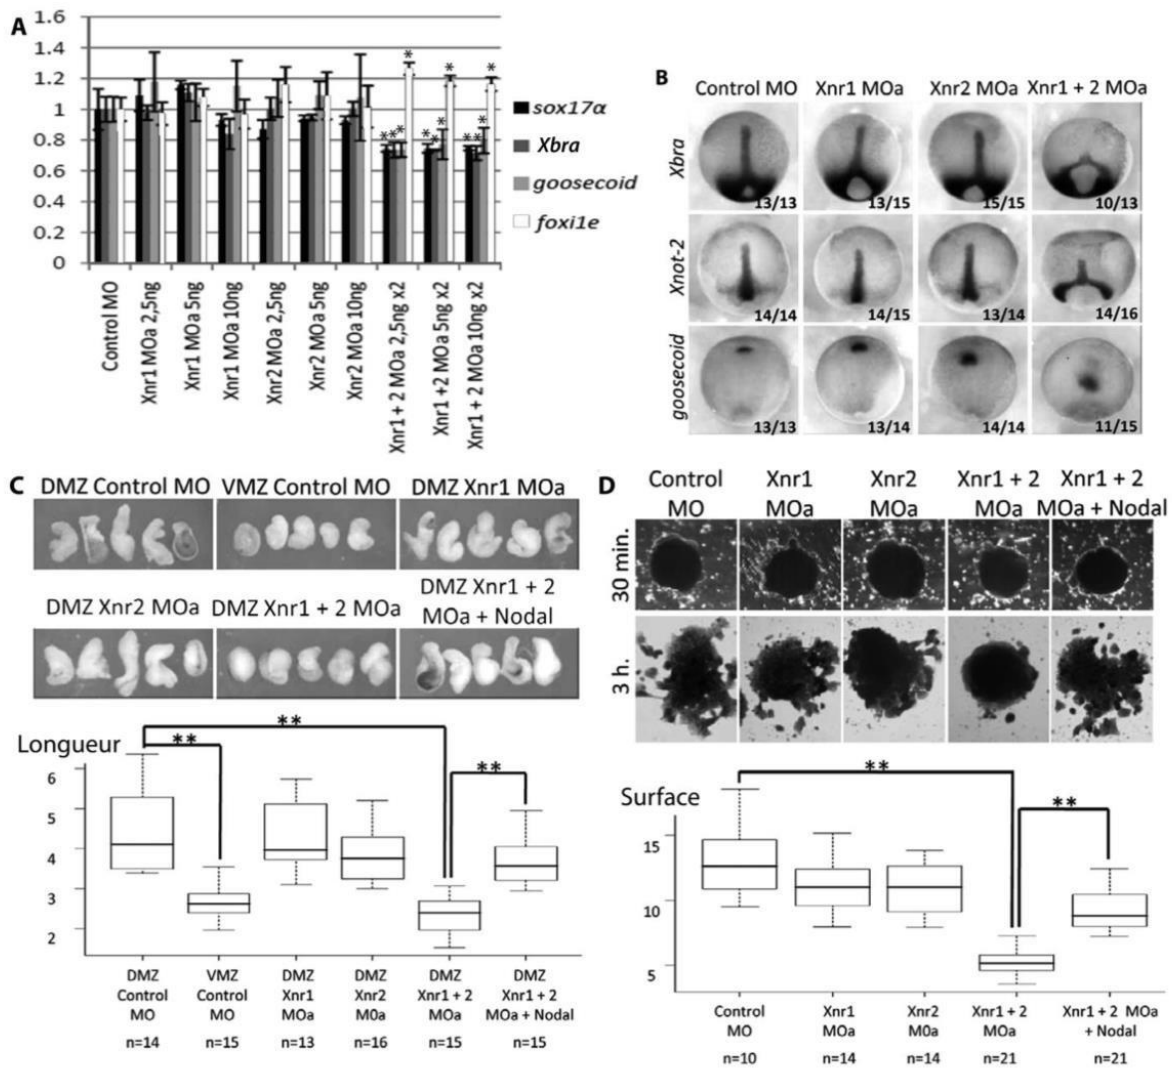 A
1.6
1.4
1.2
1
0.8
0.6
0.4
0.2
0
* * * * * * * * * * * *
sox17α
Xbra
goosecoid
foxi1e
Control MO
Xnr1 MOa 2,5ng
Xnr1 MOa 5ng
Xnr1 MOa 10ng
Xnr2 MOa 2,5ng
Xnr2 MOa 5ng
Xnr2 MOa 10ng
Xnr1 + 2 MOa 2,5ng x2
Xnr1 +2 MOa 5ng x2
Xnr1 + 2 MOa 10ng x2
B
Control MO Xnr1 MOa Xnr2 MOa Xnr1 + 2 MOa
Xbra
13/13 13/15 15/15 10/13
Xnot-2
14/14 14/15 13/14 14/16
goosecoid
13/13 13/14 14/14 11/15
C
DMZ Control MO VMZ Control MO DMZ Xnr1 MOa
DMZ Xnr2 MOa DMZ Xnr1 + 2 MOa DMZ Xnr1 + 2
MOa + Nodal
Longueur
**
**
**
6
5
4
3
2
DMZ VMZ DMZ DMZ DMZ DMZ
Control Control Xnr1 Xnr2 Xnr1 + 2 Xnr1 + 2
MO MO MOa M0a MOa MOa + Nodal
n=14 n=15 n=13 n=16 n=15 n=15
D
Control Xnr1 Xnr2 Xnr1 + 2 Xnr1 + 2
MO MOa MOa MOa MOa + Nodal
30 min.
3 h.
Surface
**
**
15
10
5
Control Xnr1 Xnr2 Xnr1 + 2 Xnr1 + 2 MOa
MO MOa M0a MOa + Nodal
n=10 n=14 n=14 n=21 n=21